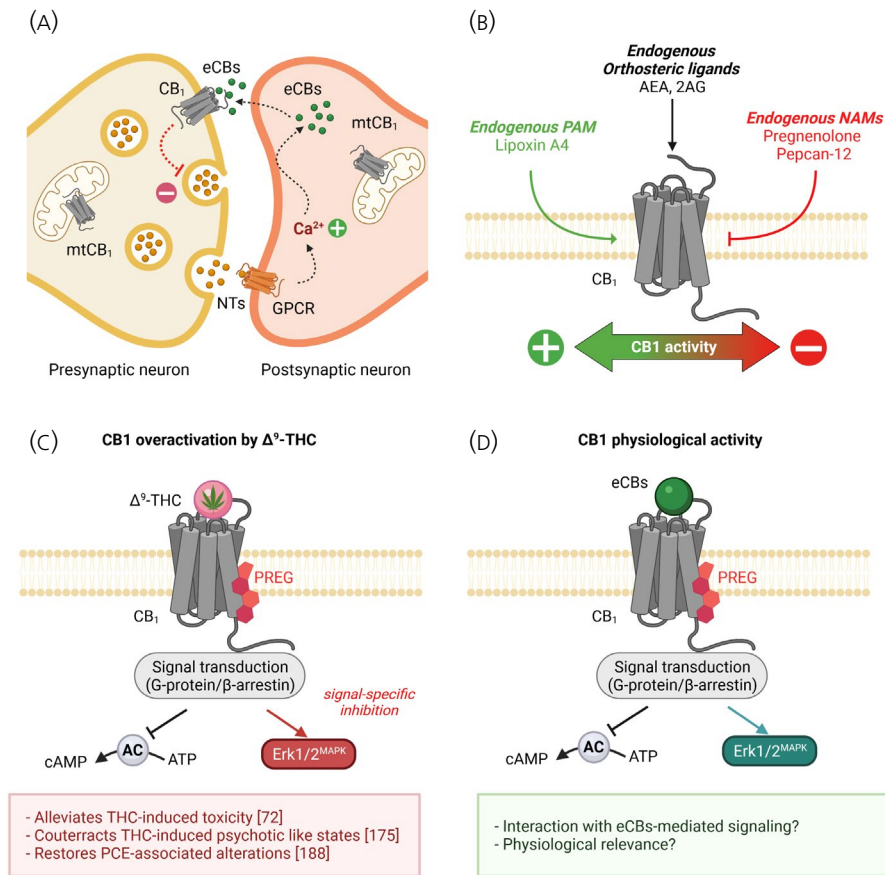 (A)
eCBs
CB₁
eCBs
mtCB₁
mtCB₁
Ca²⁺
NTs
GPCR
Presynaptic neuron
Postsynaptic neuron
(B)
Endogenous
Orthosteric ligands
AEA, 2AG
Endogenous PAM
Lipoxin A4
Endogenous NAMs
Pregnenolone
Pepcan-12
CB₁
CB1 activity
(C)
CB1 overactivation by Δ⁹-THC
Δ⁹-THC
PREG
CB₁
Signal transduction
(G-protein/β-arrestin)
signal-specific
inhibition
AC
cAMP
ATP
Erk1/2ᴹᴬᴾᴷ
- Alleviates THC-induced toxicity [72]
- Couterracts THC-induced psychotic like states [175]
- Restores PCE-associated alterations [188]
(D)
CB1 physiological activity
eCBs
PREG
CB₁
Signal transduction
(G-protein/β-arrestin)
AC
cAMP
ATP
Erk1/2ᴹᴬᴾᴷ
- Interaction with eCBs-mediated signaling?
- Physiological relevance?